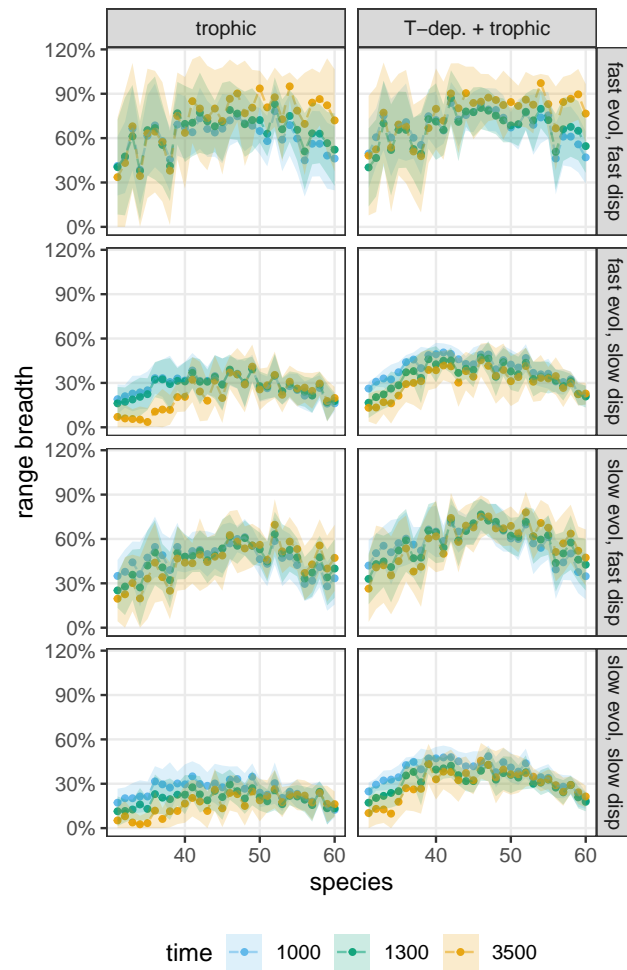 trophic
T−dep. + trophic
120%
90%
60%
30%
0%
fast evol, fast disp
120%
90%
60%
30%
0%
fast evol, slow disp
range breadth
120%
90%
60%
30%
0%
slow evol, fast disp
120%
90%
60%
30%
0%
slow evol, slow disp
40 50 60 40 50 60
species
time 1000 1300 3500